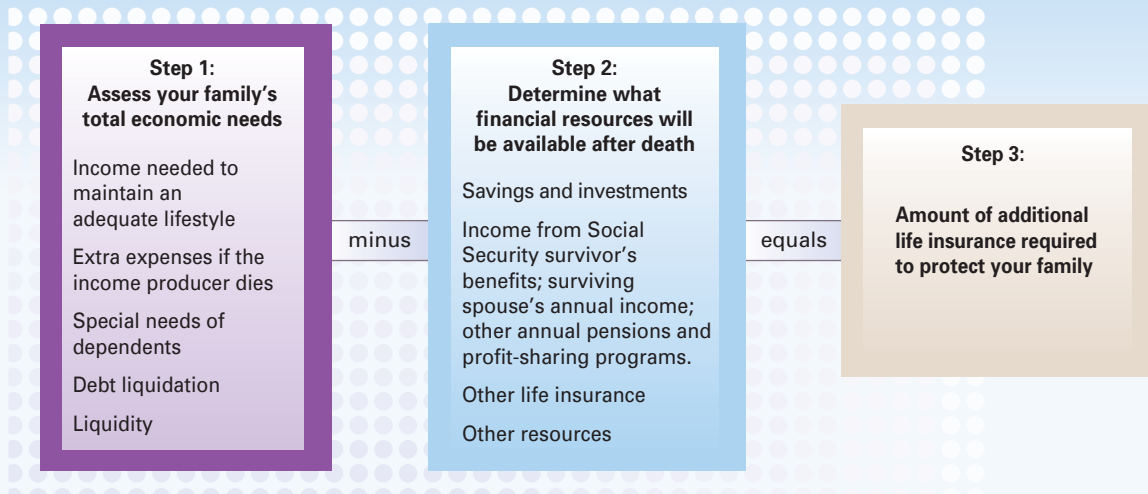 Step 1:
Assess your family's
total economic needs
Income needed to
maintain an
adequate lifestyle
Extra expenses if the
income producer dies
Special needs of
dependents
Debt liquidation
Liquidity
minus
Step 2:
Determine what
financial resources will
be available after death
Savings and investments
Income from Social
Security survivor's
benefits; surviving
spouse's annual income;
other annual pensions and
profit-sharing programs.
Other life insurance
Other resources
equals
Step 3:
Amount of additional
life insurance required
to protect your family